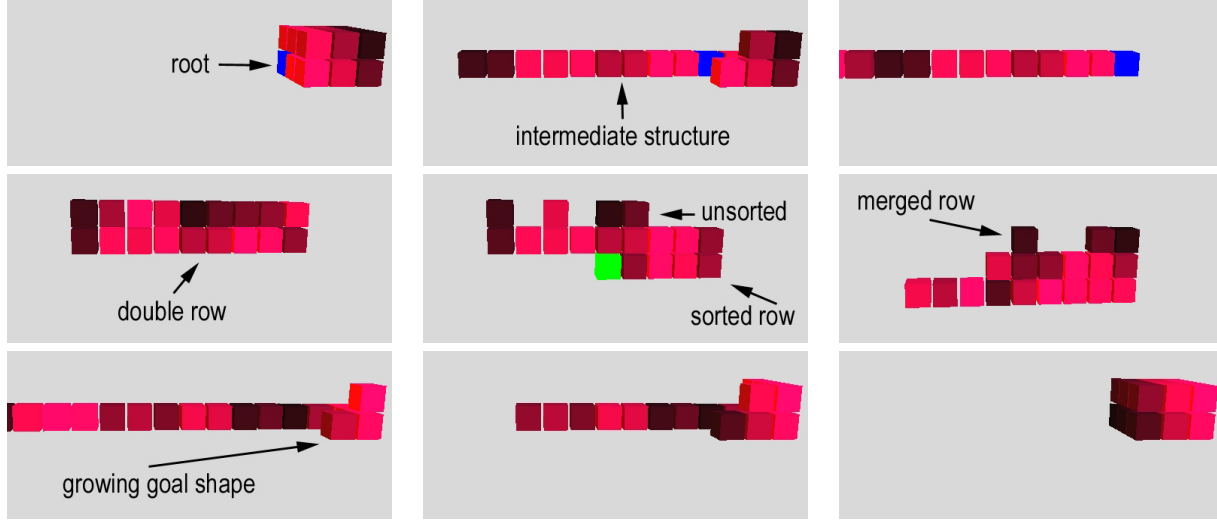 root
intermediate structure
unsorted
merged row
double row
sorted row
growing goal shape